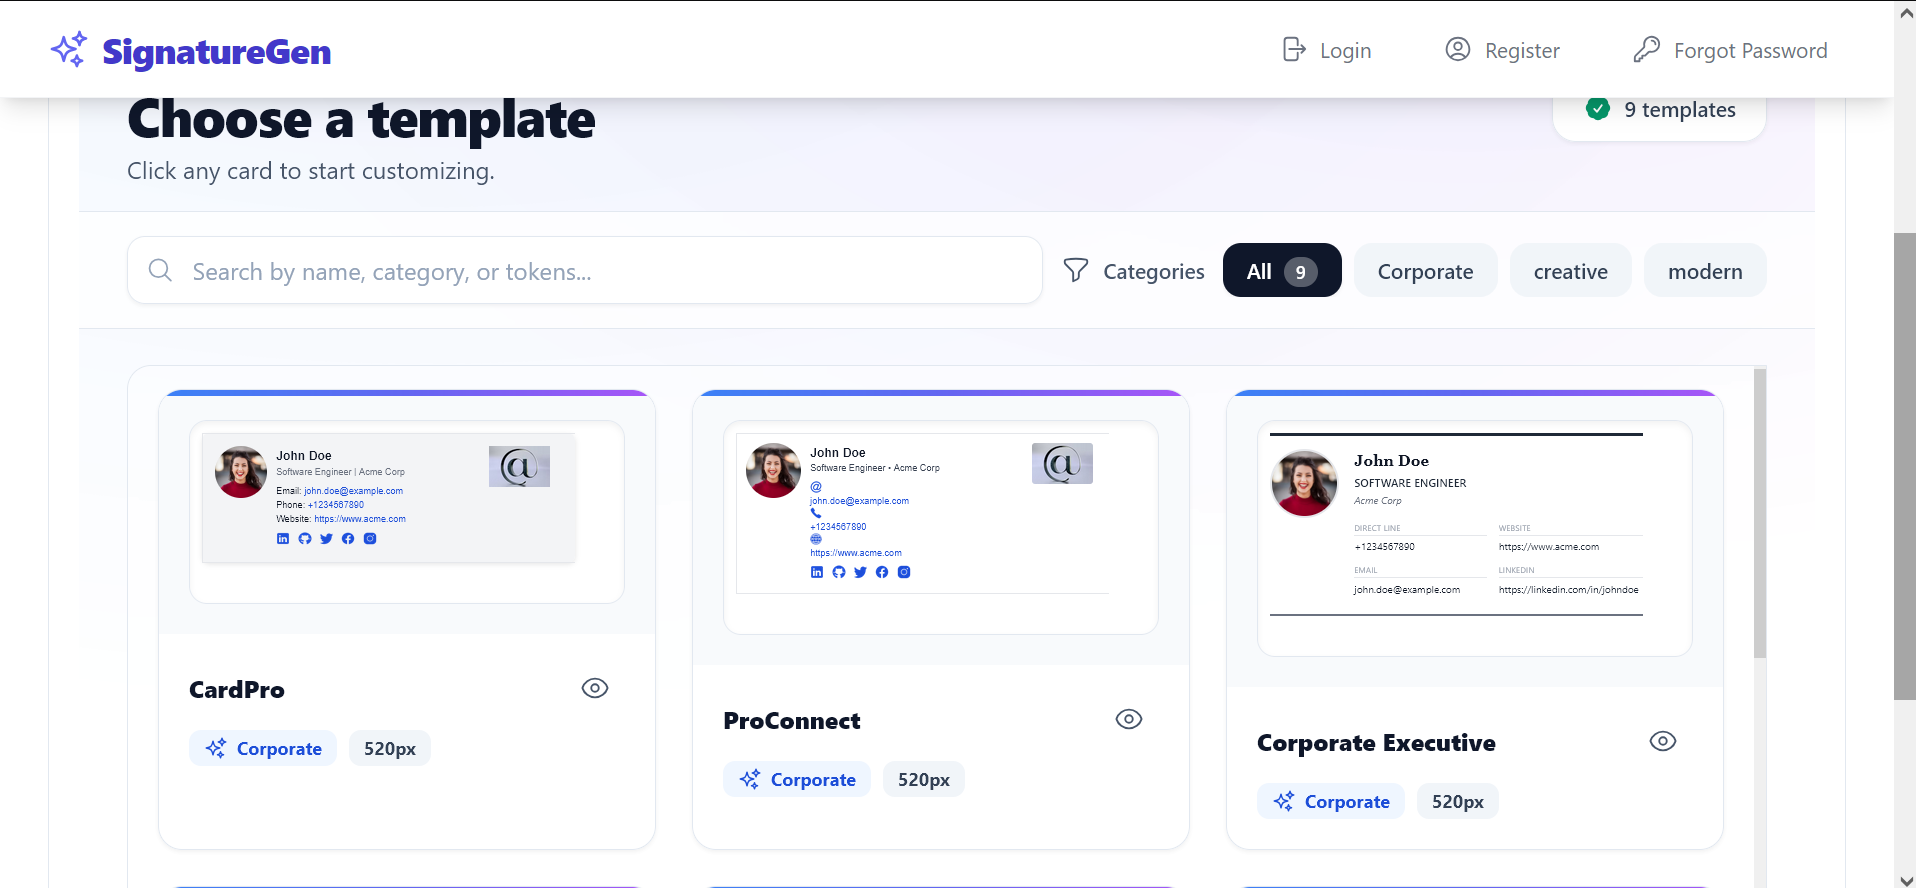 SignatureGen
Login
Register
Forgot Password
Choose a template
9 templates
Click any card to start customizing.
Search by name, category, or tokens...
Categories
All 9
Corporate
creative
modern
John Doe
Software Engineer | Acme Corp
Email: john.doe@example.com
Phone: +1234567890
Website: https://www.acme.com
CardPro
Corporate
520px
John Doe
Software Engineer • Acme Corp
john.doe@example.com
+1234567890
https://www.acme.com
ProConnect
Corporate
520px
John Doe
SOFTWARE ENGINEER
Acme Corp
DIRECT LINE
+1234567890
WEBSITE
https://www.acme.com
EMAIL
john.doe@example.com
LINKEDIN
https://linkedin.com/in/johndoe
Corporate Executive
Corporate
520px